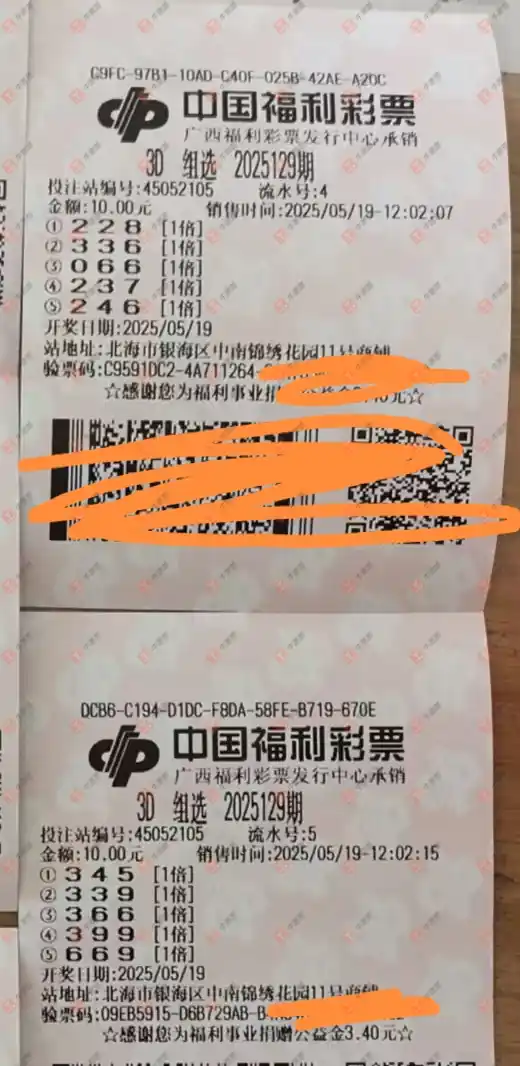 C9FC-97B1-10AD-C40F-025B-42AE-A20C
中国福利彩票
广西福利彩票发行中心承销
3D 组选 2025129期
投注站编号:45052105 流水号:4
金额:10.00元 销售时间:2025/05/19-12:02:07
① 2 2 8 [1倍]
② 3 3 6 [1倍]
③ 0 6 6 [1倍]
④ 2 3 7 [1倍]
⑤ 2 4 6 [1倍]
开奖日期:2025/05/19
站地址:北海市银海区中南锦绣花园11号商铺
验票码:C9591DC2-4A711264-
☆感谢您为福利事业捐 元☆
DCB6-C194-D1DC-F8DA-58FE-B719-670E
中国福利彩票
广西福利彩票发行中心承销
3D 组选 2025129期
投注站编号:45052105 流水号:5
金额:10.00元 销售时间:2025/05/19-12:02:15
① 3 4 5 [1倍]
② 3 3 9 [1倍]
③ 3 6 6 [1倍]
④ 3 9 9 [1倍]
⑤ 6 6 9 [1倍]
开奖日期:2025/05/19
站地址:北海市银海区中南锦绣花园11号商铺
验票码:09EB5915-D6B729AB-B
☆感谢您为福利事业捐赠公益金3.40元☆